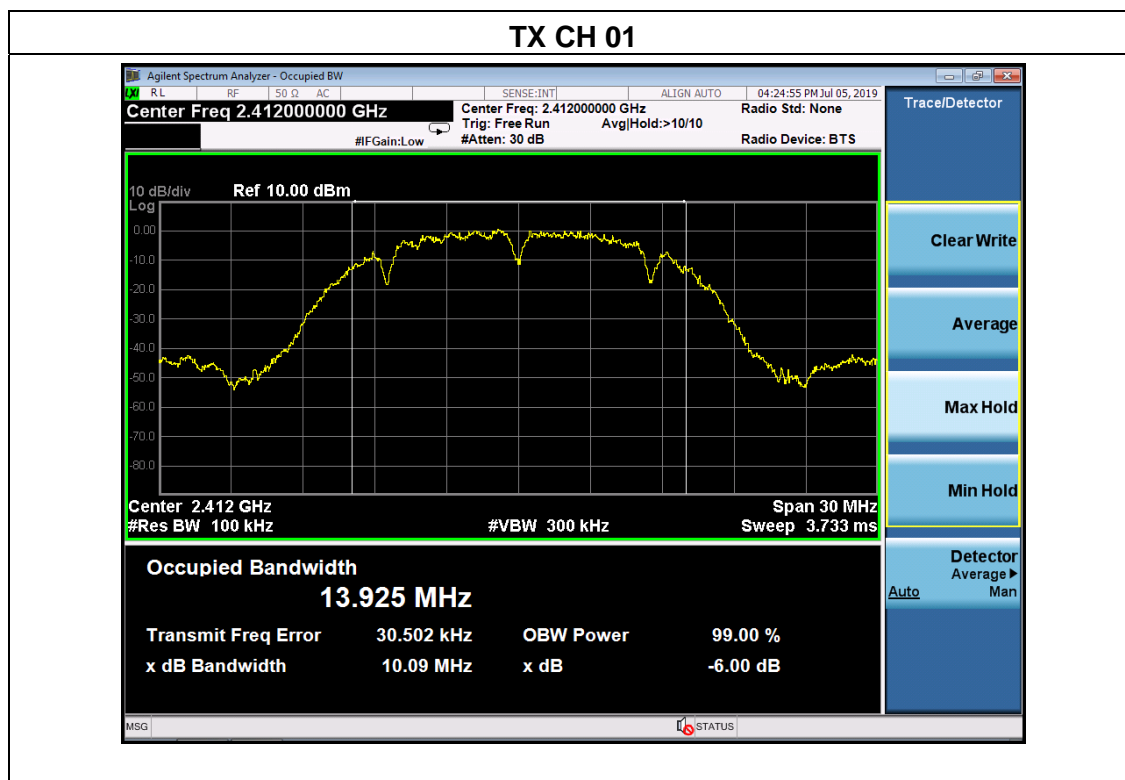 TX CH 01
Agilent Spectrum Analyzer - Occupied BW
LXI RL RF 50 Ω AC SENSE:INT ALIGN AUTO 04:24:55 PM Jul 05, 2019
Center Freq 2.412000000 GHz
Center Freq: 2.412000000 GHz
Radio Std: None
Trig: Free Run Avg|Hold:>10/10
#IFGain:Low #Atten: 30 dB
Radio Device: BTS
Trace/Detector
10 dB/div Ref 10.00 dBm
Log
0.00
-10.0
-20.0
-30.0
-40.0
-50.0
-60.0
-70.0
-80.0
Center 2.412 GHz Span 30 MHz
#Res BW 100 kHz #VBW 300 kHz Sweep 3.733 ms
Clear Write
Average
Max Hold
Min Hold
Detector
Average▶
Auto Man
Occupied Bandwidth
13.925 MHz
Transmit Freq Error 30.502 kHz OBW Power 99.00 %
x dB Bandwidth 10.09 MHz x dB -6.00 dB
MSG STATUS